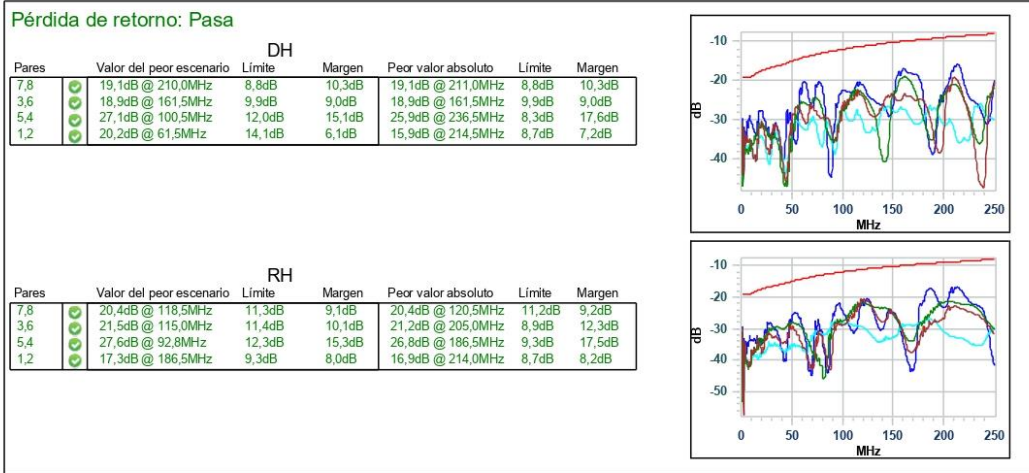 Pérdida de retorno: Pasa
DH
Pares Valor del peor escenario Límite Margen Peor valor absoluto Límite Margen
7,8 19,1dB @ 210,0MHz 8,8dB 10,3dB 19,1dB @ 211,0MHz 8,8dB 10,3dB
3,6 18,9dB @ 161,5MHz 9,9dB 9,0dB 18,9dB @ 161,5MHz 9,9dB 9,0dB
5,4 27,1dB @ 100,5MHz 12,0dB 15,1dB 25,9dB @ 236,5MHz 8,3dB 17,6dB
1,2 20,2dB @ 61,5MHz 14,1dB 6,1dB 15,9dB @ 214,5MHz 8,7dB 7,2dB
-10
-20
-30
-40
dB
0 50 100 150 200 250
MHz
RH
Pares Valor del peor escenario Límite Margen Peor valor absoluto Límite Margen
7,8 20,4dB @ 118,5MHz 11,3dB 9,1dB 20,4dB @ 120,5MHz 11,2dB 9,2dB
3,6 21,5dB @ 115,0MHz 11,4dB 10,1dB 21,2dB @ 205,0MHz 8,9dB 12,3dB
5,4 27,6dB @ 92,8MHz 12,3dB 15,3dB 26,8dB @ 186,5MHz 9,3dB 17,5dB
1,2 17,3dB @ 186,5MHz 9,3dB 8,0dB 16,9dB @ 214,0MHz 8,7dB 8,2dB
-10
-20
-30
-40
-50
dB
0 50 100 150 200 250
MHz